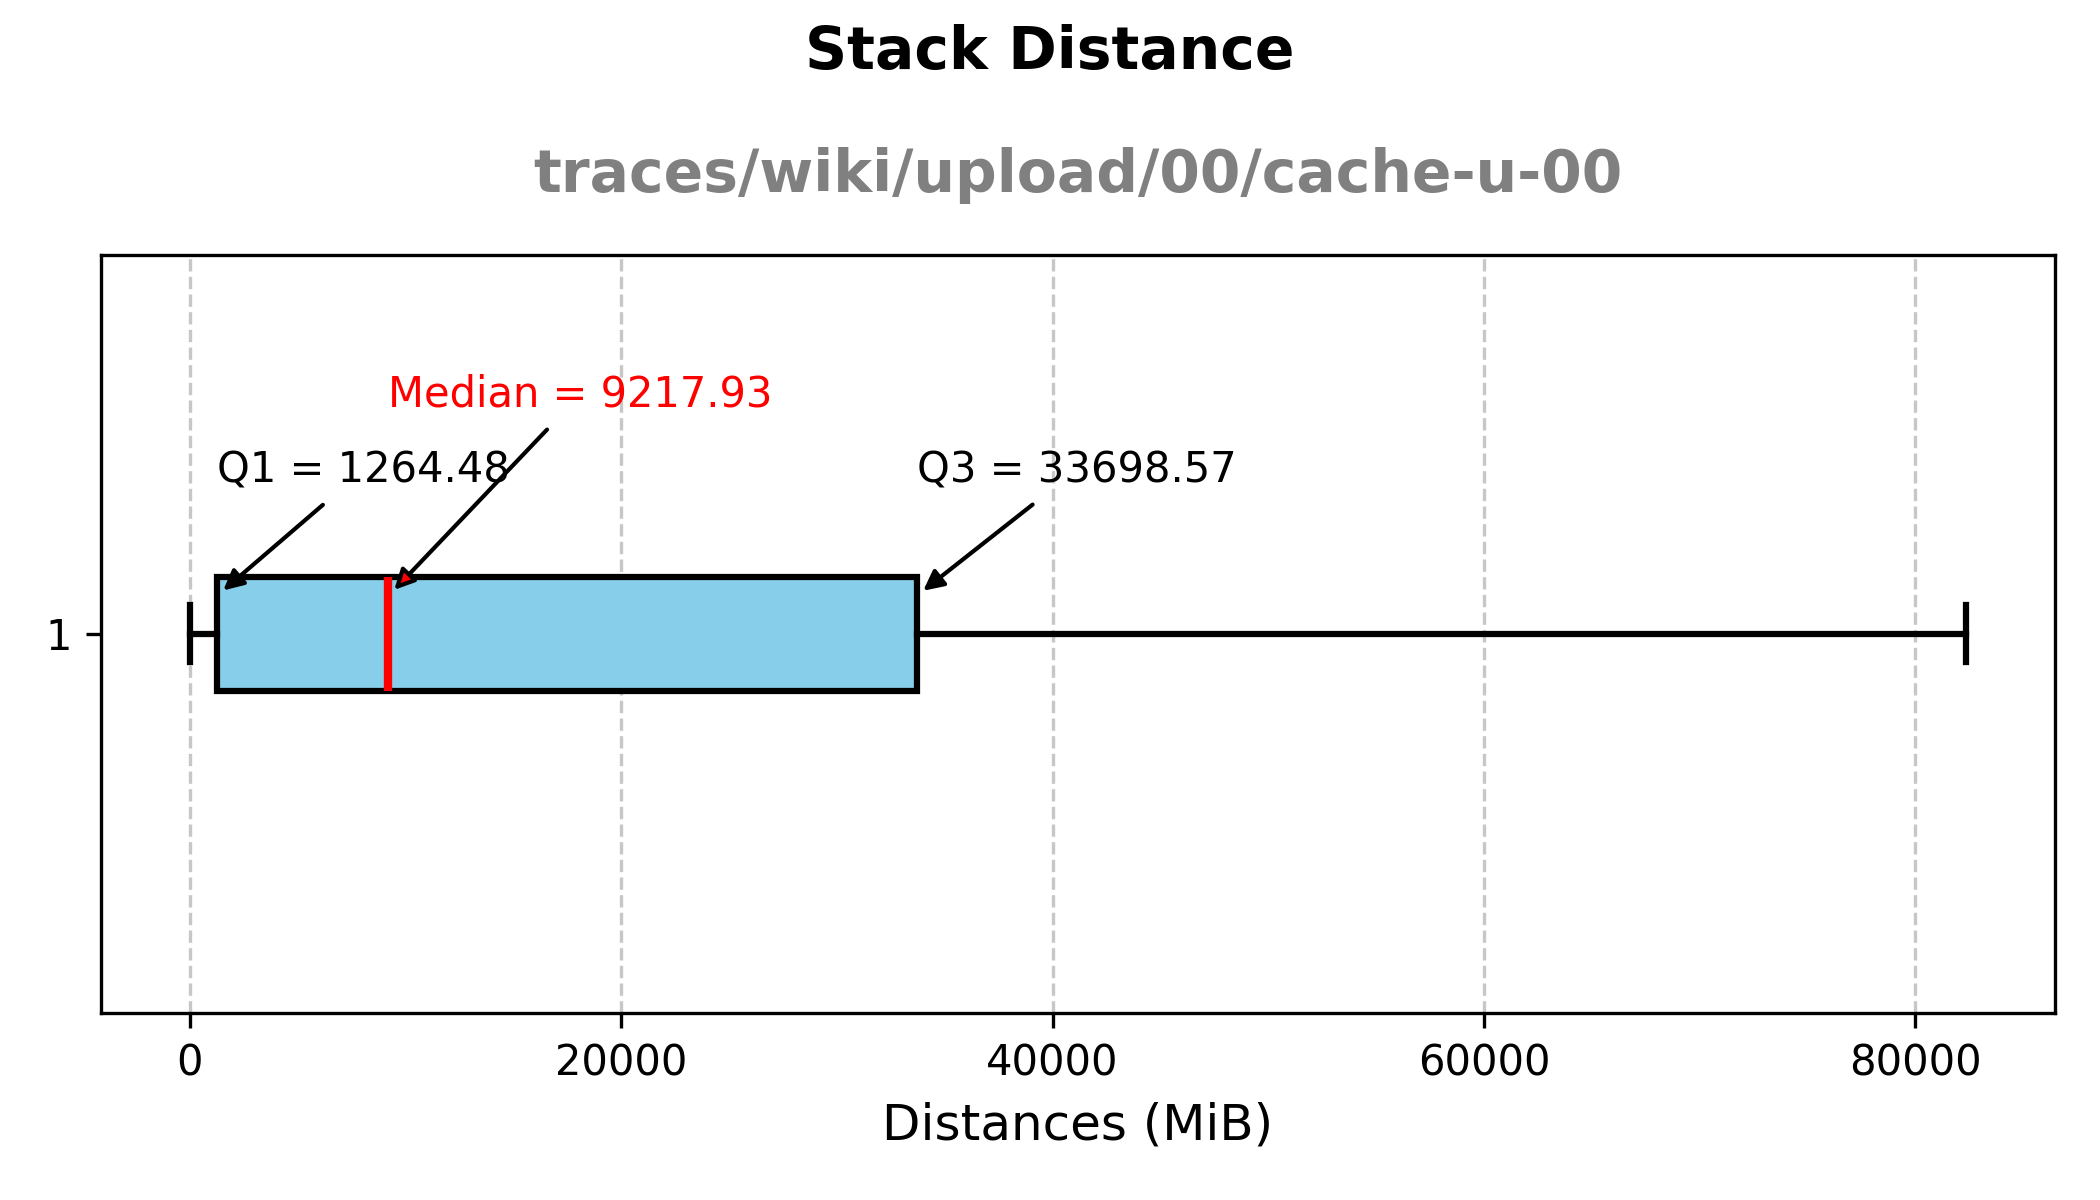 Stack Distance
traces/wiki/upload/00/cache-u-00
Median = 9217.93
Q1 = 1264.48
Q3 = 33698.57
1
0
20000
40000
60000
80000
Distances (MiB)